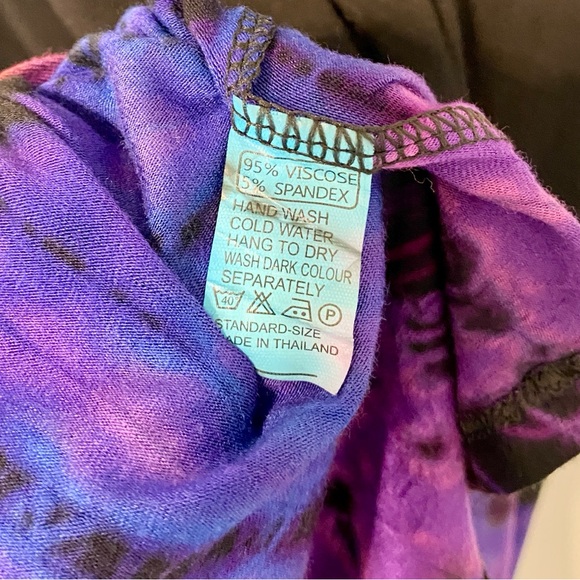 95% VISCOSE
5% SPANDEX
HAND WASH
COLD WATER
HANG TO DRY
WASH DARK COLOUR
SEPARATELY
40 P
STANDARD-SIZE
MADE IN THAILAND